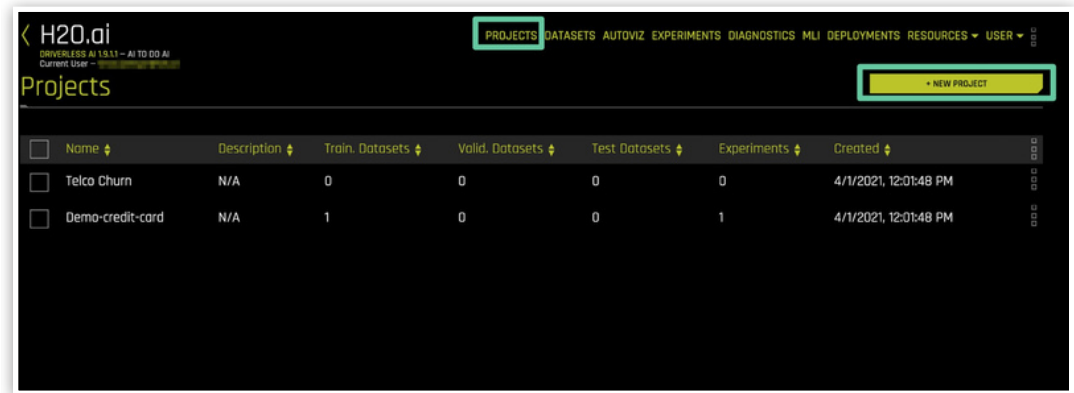 H2O.ai
DRIVERLESS AI 1.9.1.1 – AI TO DO AI
Current User –
PROJECTS DATASETS AUTOVIZ EXPERIMENTS DIAGNOSTICS MLI DEPLOYMENTS RESOURCES USER
Projects
+ NEW PROJECT
Name Description Train. Datasets Valid. Datasets Test Datasets Experiments Created
Telco Churn N/A 0 0 0 0 4/1/2021, 12:01:48 PM
Demo-credit-card N/A 1 0 0 1 4/1/2021, 12:01:48 PM